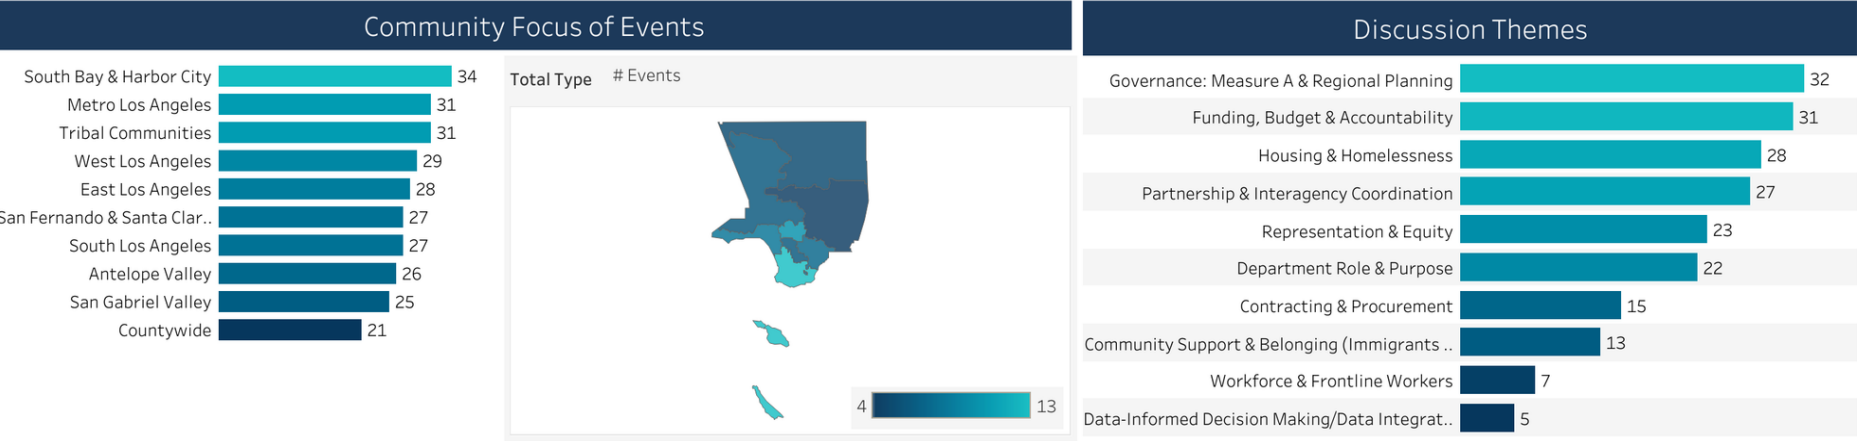 Community Focus of Events
South Bay & Harbor City 34
Metro Los Angeles 31
Tribal Communities 31
West Los Angeles 29
East Los Angeles 28
San Fernando & Santa Clar.. 27
South Los Angeles 27
Antelope Valley 26
San Gabriel Valley 25
Countywide 21
Total Type # Events
4 13
Discussion Themes
Governance: Measure A & Regional Planning 32
Funding, Budget & Accountability 31
Housing & Homelessness 28
Partnership & Interagency Coordination 27
Representation & Equity 23
Department Role & Purpose 22
Contracting & Procurement 15
Community Support & Belonging (Immigrants .. 13
Workforce & Frontline Workers 7
Data-Informed Decision Making/Data Integrat.. 5